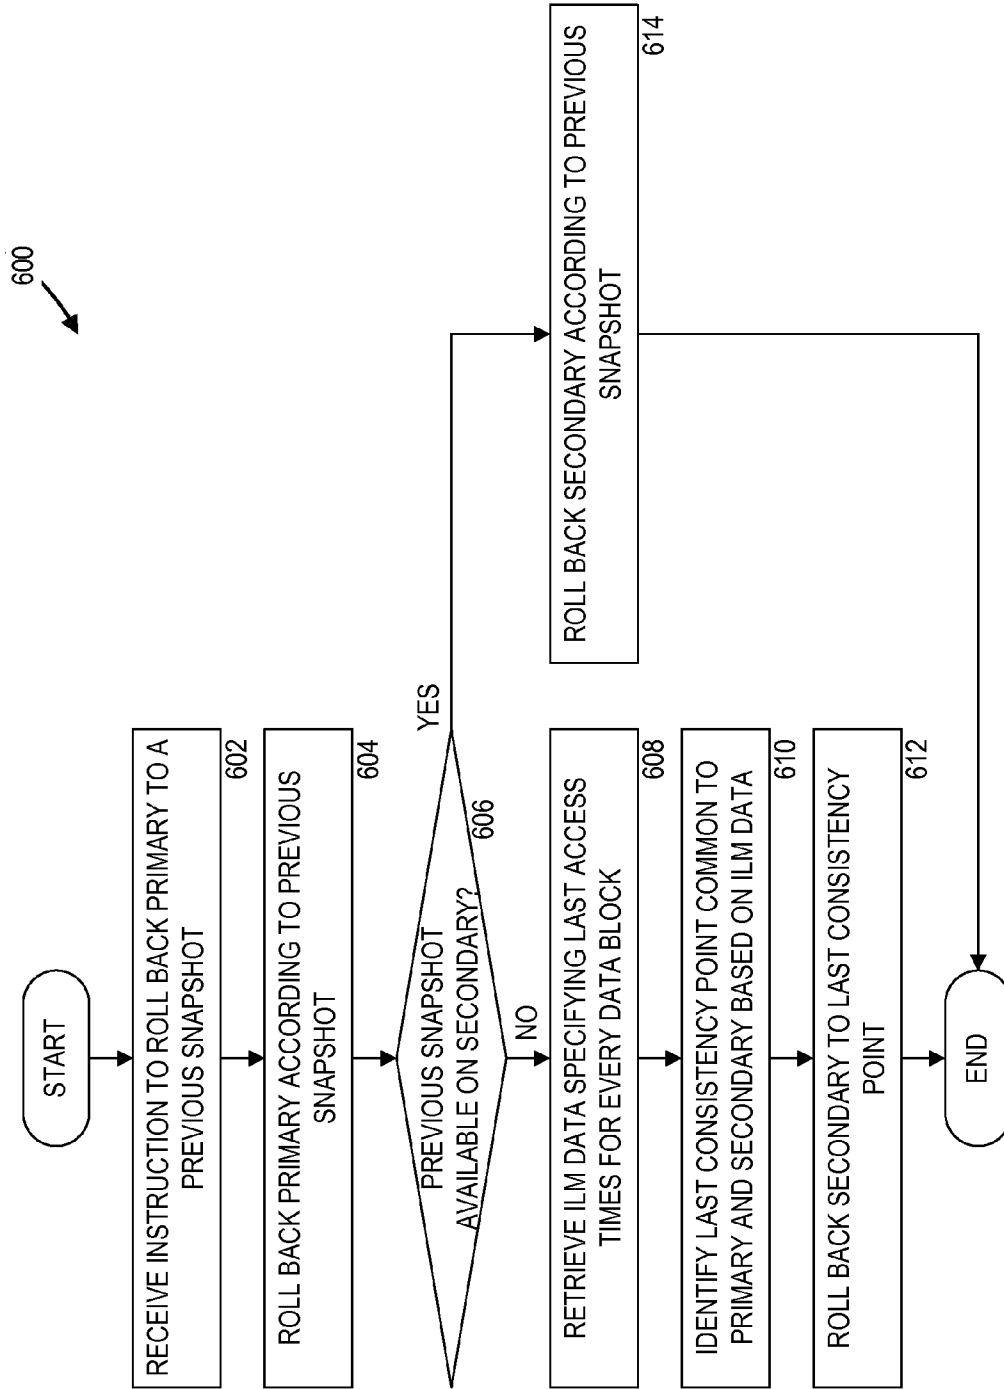 600
START
RECEIVE INSTRUCTION TO ROLL BACK PRIMARY TO A
PREVIOUS SNAPSHOT
602
ROLL BACK PRIMARY ACCORDING TO PREVIOUS
SNAPSHOT
604
PREVIOUS SNAPSHOT
AVAILABLE ON SECONDARY?
606
YES
NO
RETRIEVE ILM DATA SPECIFYING LAST ACCESS
TIMES FOR EVERY DATA BLOCK
608
IDENTIFY LAST CONSISTENCY POINT COMMON TO
PRIMARY AND SECONDARY BASED ON ILM DATA
610
ROLL BACK SECONDARY TO LAST CONSISTENCY
POINT
612
ROLL BACK SECONDARY ACCORDING TO PREVIOUS
SNAPSHOT
614
END